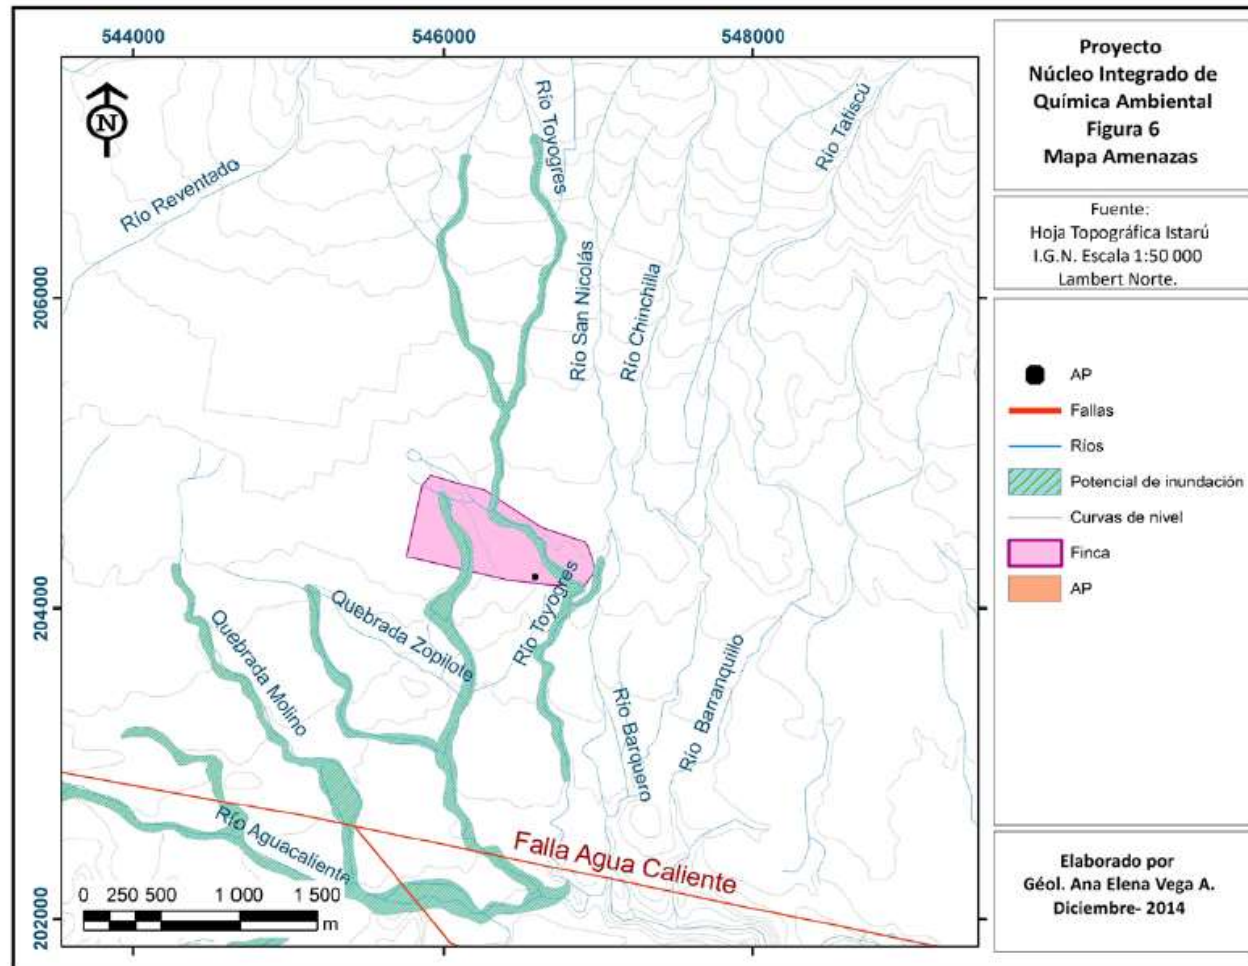 544000
546000
548000
206000
204000
202000
N
Río Reventado
Río Toyogres
Río San Nicolás
Río Chinchilla
Río Tatiscú
Quebrada Zopilote
Río Toyogres
Quebrada Molino
Río Barquero
Río Barranquillo
Río Aguacaliente
Falla Agua Caliente
0 250 500 1 000 1 500
m
Proyecto
Núcleo Integrado de
Química Ambiental
Figura 6
Mapa Amenazas
Fuente:
Hoja Topográfica Istarú
I.G.N. Escala 1:50 000
Lambert Norte.
AP
Fallas
Ríos
Potencial de inundación
Curvas de nivel
Finca
AP
Elaborado por
Géol. Ana Elena Vega A.
Diciembre- 2014